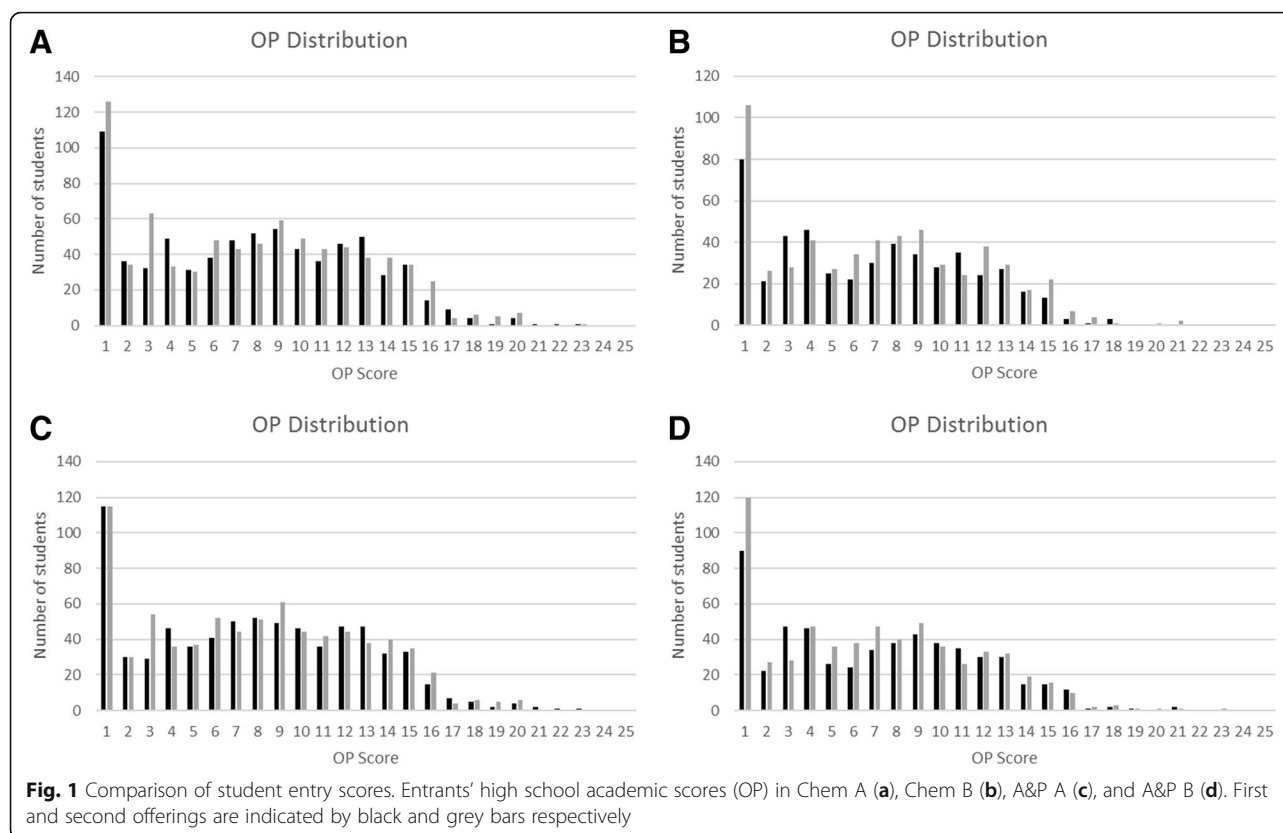 A
OP Distribution
140
120
100
80
60
40
20
0
Number of students
1 2 3 4 5 6 7 8 9 10 11 12 13 14 15 16 17 18 19 20 21 22 23 24 25
OP Score
B
OP Distribution
120
100
80
60
40
20
0
Number of students
1 2 3 4 5 6 7 8 9 10 11 12 13 14 15 16 17 18 19 20 21 22 23 24 25
OP Score
C
OP Distribution
140
120
100
80
60
40
20
0
Number of students
1 2 3 4 5 6 7 8 9 10 11 12 13 14 15 16 17 18 19 20 21 22 23 24 25
OP Score
D
OP Distribution
140
120
100
80
60
40
20
0
Number of students
1 2 3 4 5 6 7 8 9 10 11 12 13 14 15 16 17 18 19 20 21 22 23 24 25
OP Score
Fig. 1 Comparison of student entry scores. Entrants' high school academic scores (OP) in Chem A (a), Chem B (b), A&P A (c), and A&P B (d). First
and second offerings are indicated by black and grey bars respectively